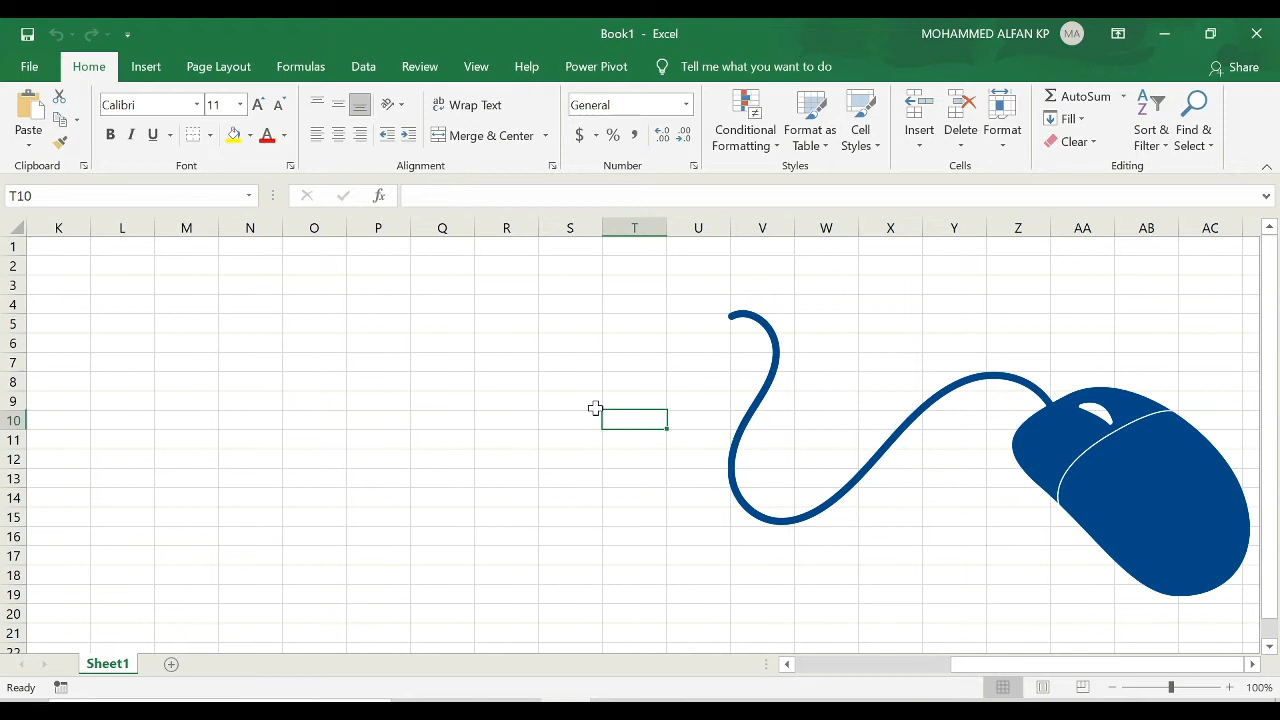 Book1 - Excel
MOHAMMED ALFAN KP MA
File Home Insert Page Layout Formulas Data Review View Help Power Pivot Tell me what you want to do Share
Paste
Calibri 11
B I U A
ab Wrap Text
Merge & Center
General
$ % ,
Conditional Formatting
Format as Table
Cell Styles
Insert Delete Format
AutoSum
Fill
Clear
Sort & Filter
Find & Select
Clipboard Font Alignment Number Styles Cells Editing
T10 fx
K L M N O P Q R S T U V W X Y Z AA AB AC
1
2
3
4
5
6
7
8
9
10
11
12
13
14
15
16
17
18
19
20
21
22
Sheet1
Ready 100%